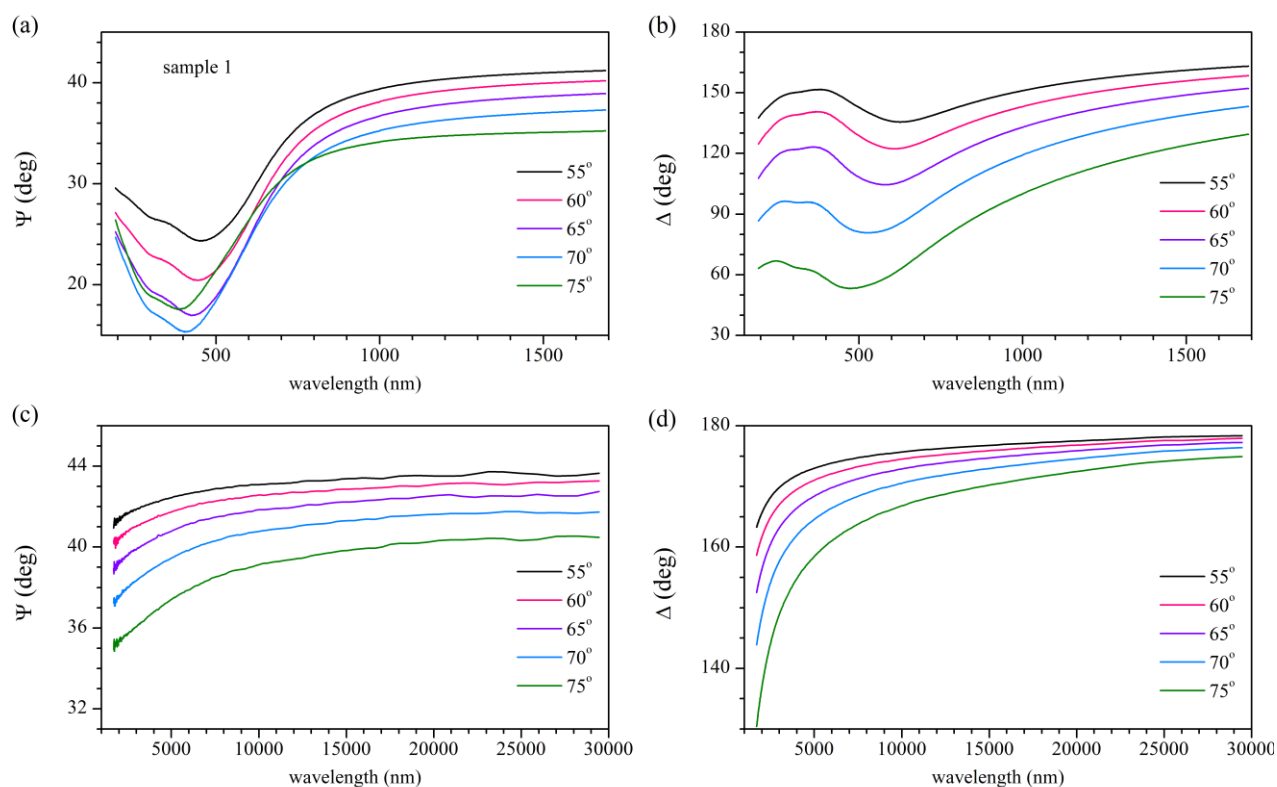 (a)
sample 1
Ψ (deg)
40
30
20
500
1000
1500
wavelength (nm)
55°
60°
65°
70°
75°
(b)
Δ (deg)
180
150
120
90
60
30
500
1000
1500
wavelength (nm)
55°
60°
65°
70°
75°
(c)
Ψ (deg)
44
40
36
32
5000 10000 15000 20000 25000 30000
wavelength (nm)
55°
60°
65°
70°
75°
(d)
Δ (deg)
180
160
140
5000 10000 15000 20000 25000 30000
wavelength (nm)
55°
60°
65°
70°
75°